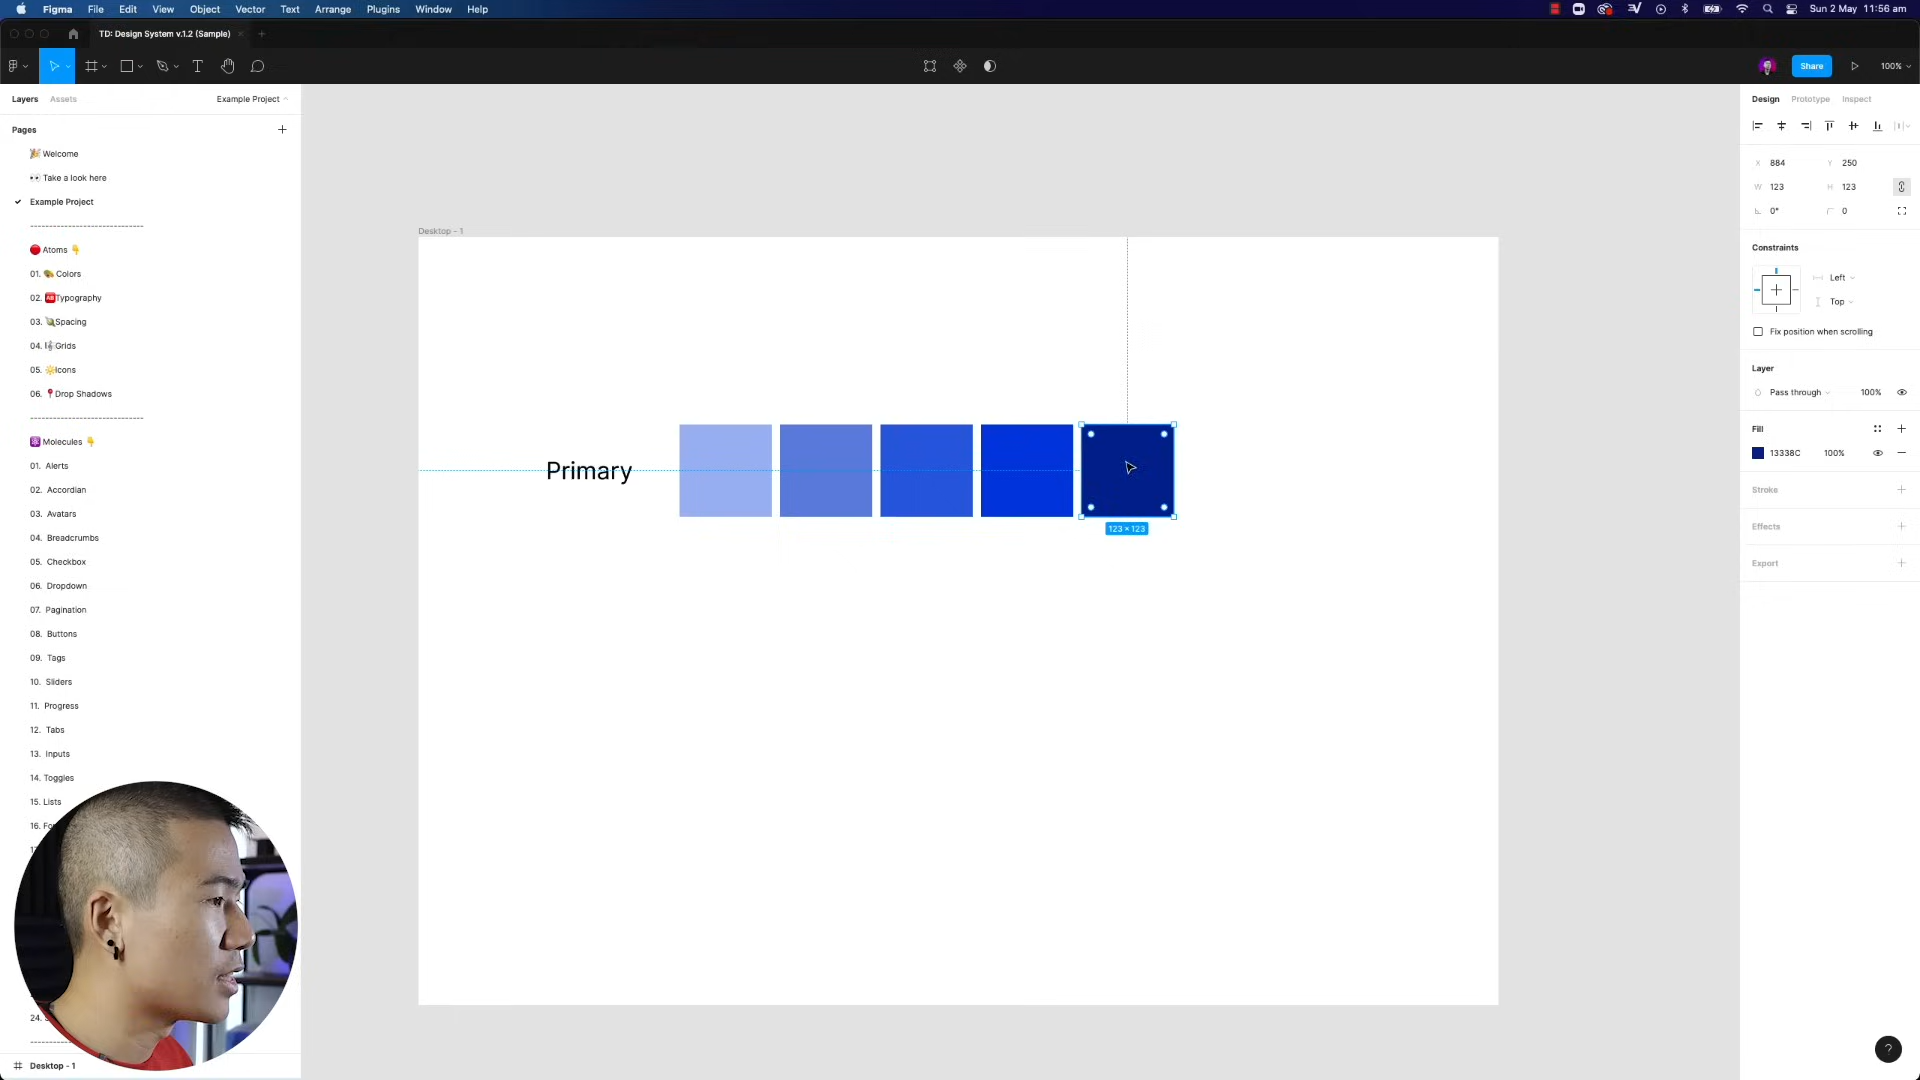 Figma File Edit View Object Vector Text Arrange Plugins Window Help
Sun 2 May 11:56 am
TD: Design System v.1.2 (Sample)
Share
100%
Layers Assets Example Project
Design Prototype Inspect
Pages
🎉 Welcome
👀 Take a look here
Example Project
------------------------------
🔴 Atoms 👇
01. 🎨 Colors
02. 🆎Typography
03. Spacing
04. 🎼Grids
05. 🔆Icons
06. 📍Drop Shadows
------------------------------
⚛️ Molecules 👇
01. Alerts
02. Accordian
03. Avatars
04. Breadcrumbs
05. Checkbox
06. Dropdown
07. Pagination
08. Buttons
09. Tags
10. Sliders
11. Progress
12. Tabs
13. Inputs
14. Toggles
15. Lists
16. Fo
24.
Desktop - 1
Desktop - 1
Primary
123 × 123
X 884 Y 250
W 123 H 123
0° 0
Constraints
Left
Top
Fix position when scrolling
Layer
Pass through 100%
Fill
13338C 100%
Stroke
Effects
Export
?